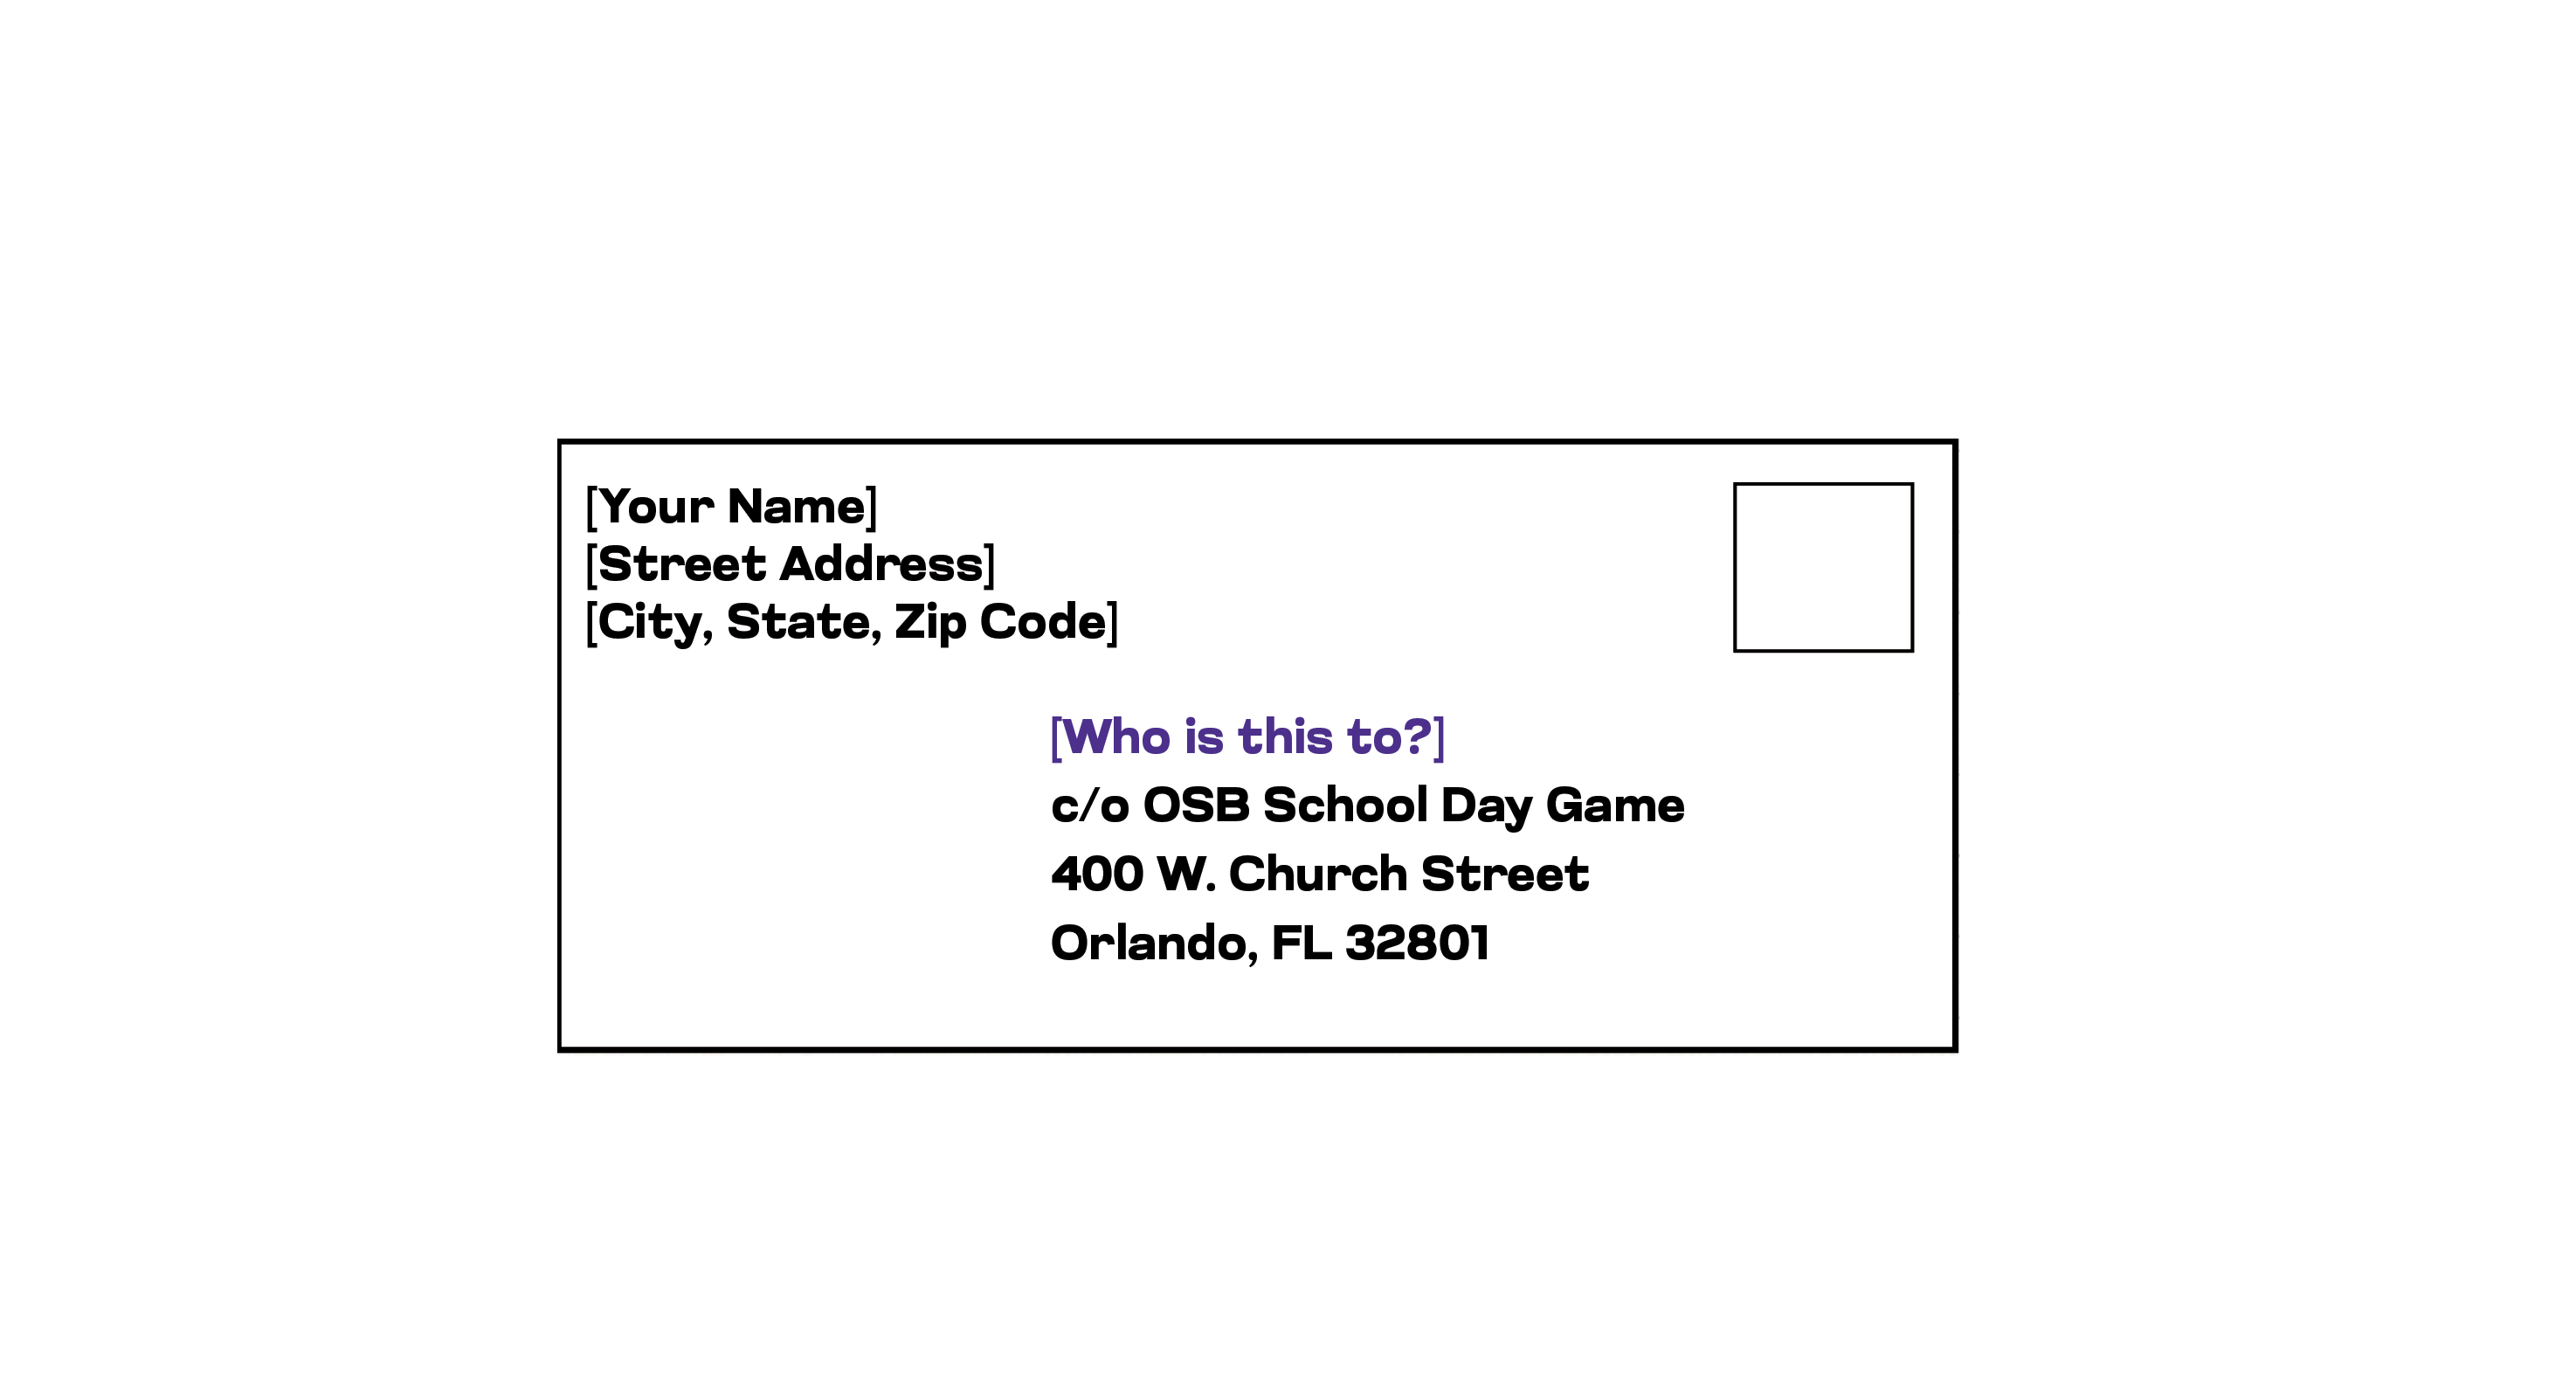 [Your Name]
[Street Address]
[City, State, Zip Code]
[Who is this to?]
c/o OSB School Day Game
400 W. Church Street
Orlando, FL 32801